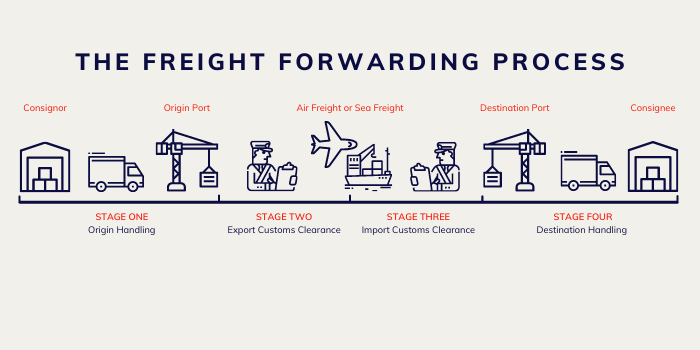 THE FREIGHT FORWARDING PROCESS
Consignor
Origin Port
Air Freight or Sea Freight
Destination Port
Consignee
STAGE ONE
Origin Handling
STAGE TWO
Export Customs Clearance
STAGE THREE
Import Customs Clearance
STAGE FOUR
Destination Handling